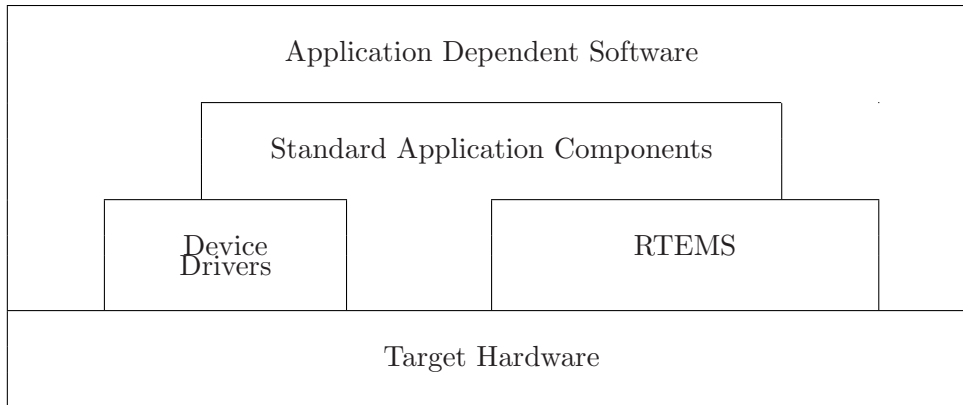 Application Dependent Software
Standard Application Components
Device
Drivers
RTEMS
Target Hardware